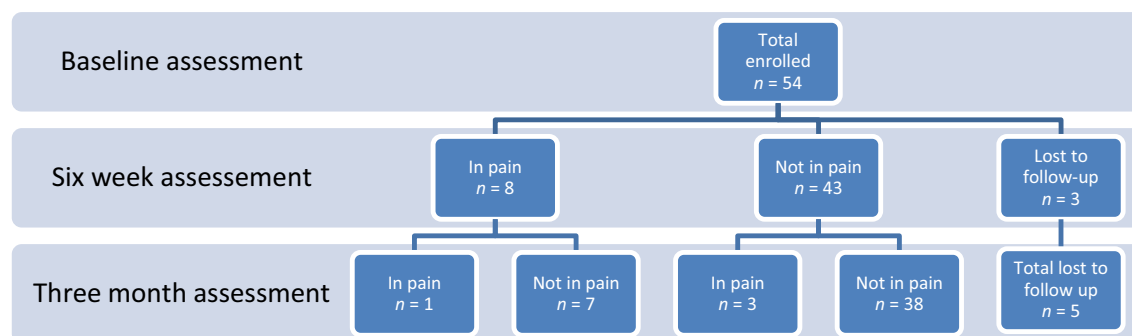 Baseline assessment
Total
enrolled
n = 54
Six week assessement
In pain
n = 8
Not in pain
n = 43
Lost to
follow-up
n = 3
Three month assessment
In pain
n = 1
Not in pain
n = 7
In pain
n = 3
Not in pain
n = 38
Total lost to
follow up
n = 5